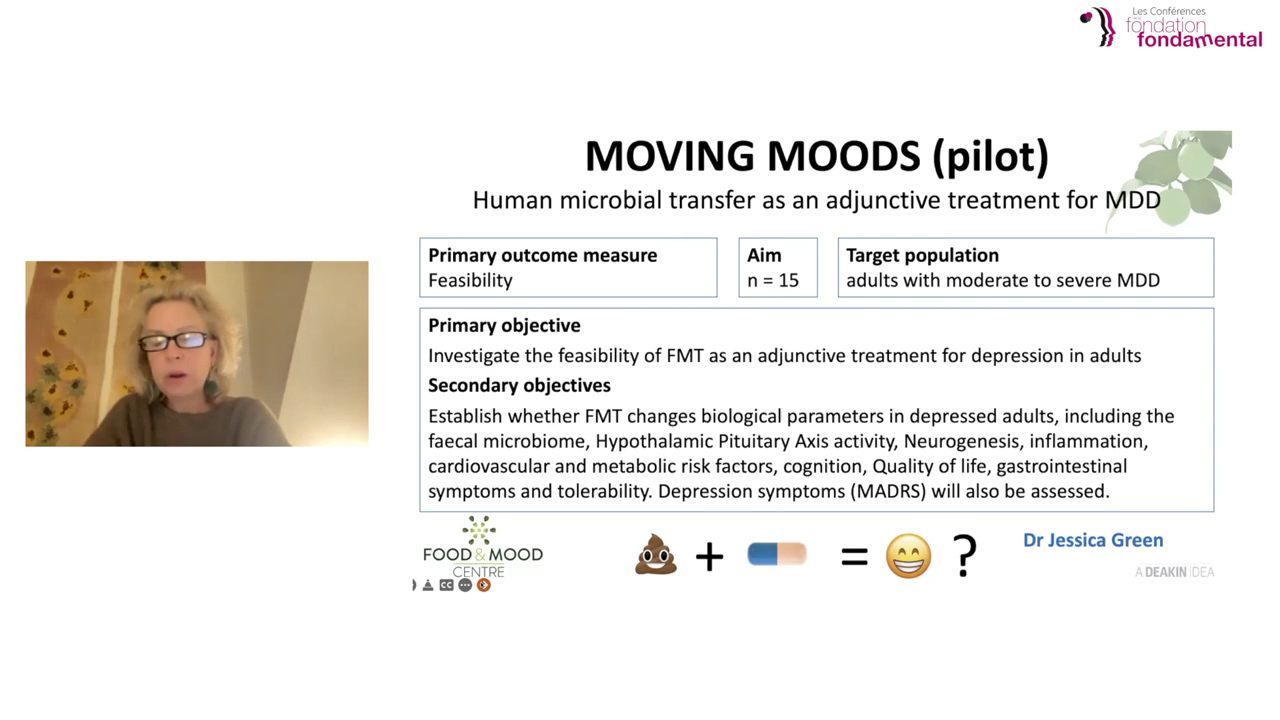 Les Conférences
fondation
fondamental
MOVING MOODS (pilot)
Human microbial transfer as an adjunctive treatment for MDD
Primary outcome measure
Feasibility
Aim
n = 15
Target population
adults with moderate to severe MDD
Primary objective
Investigate the feasibility of FMT as an adjunctive treatment for depression in adults
Secondary objectives
Establish whether FMT changes biological parameters in depressed adults, including the
faecal microbiome, Hypothalamic Pituitary Axis activity, Neurogenesis, inflammation,
cardiovascular and metabolic risk factors, cognition, Quality of life, gastrointestinal
symptoms and tolerability. Depression symptoms (MADRS) will also be assessed.
FOOD & MOOD
CENTRE
CC
+ = ?
Dr Jessica Green
A DEAKIN IDEA